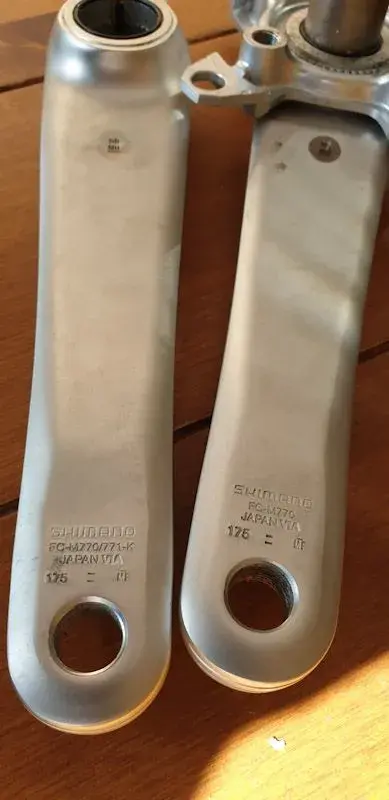 SHIMANO
FC-M770/771-K
JAPAN VIA
175 =
SHIMANO
FC-M770
JAPAN VIA
175 =